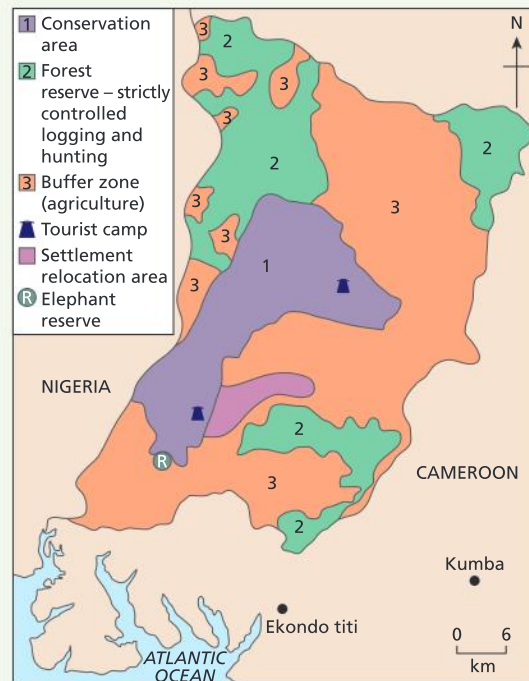 1 Conservation
area
2 Forest
reserve – strictly
controlled
logging and
hunting
3 Buffer zone
(agriculture)
Tourist camp
Settlement
relocation area
R Elephant
reserve
N
3
2
3
3
3
2
2
3
3
3
1
3
NIGERIA
2
R
3
CAMEROON
2
Kumba
Ekondo titi
0 6
km
ATLANTIC
OCEAN